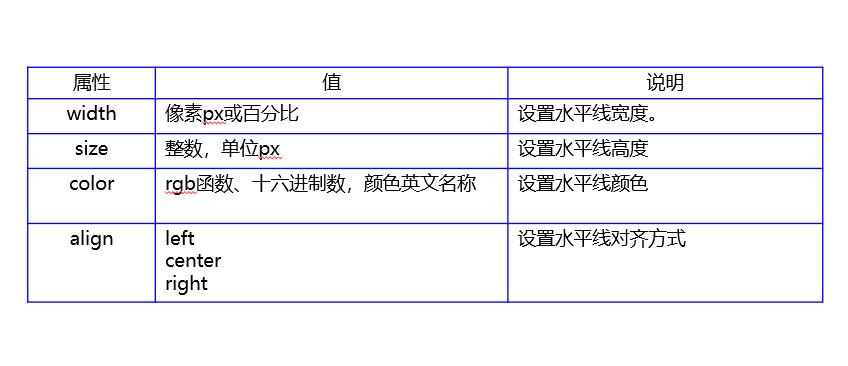 属性 值 说明
width 像素px或百分比 设置水平线宽度。
size 整数，单位px 设置水平线高度
color rgb函数、十六进制数，颜色英文名称 设置水平线颜色
align left 设置水平线对齐方式
center
right